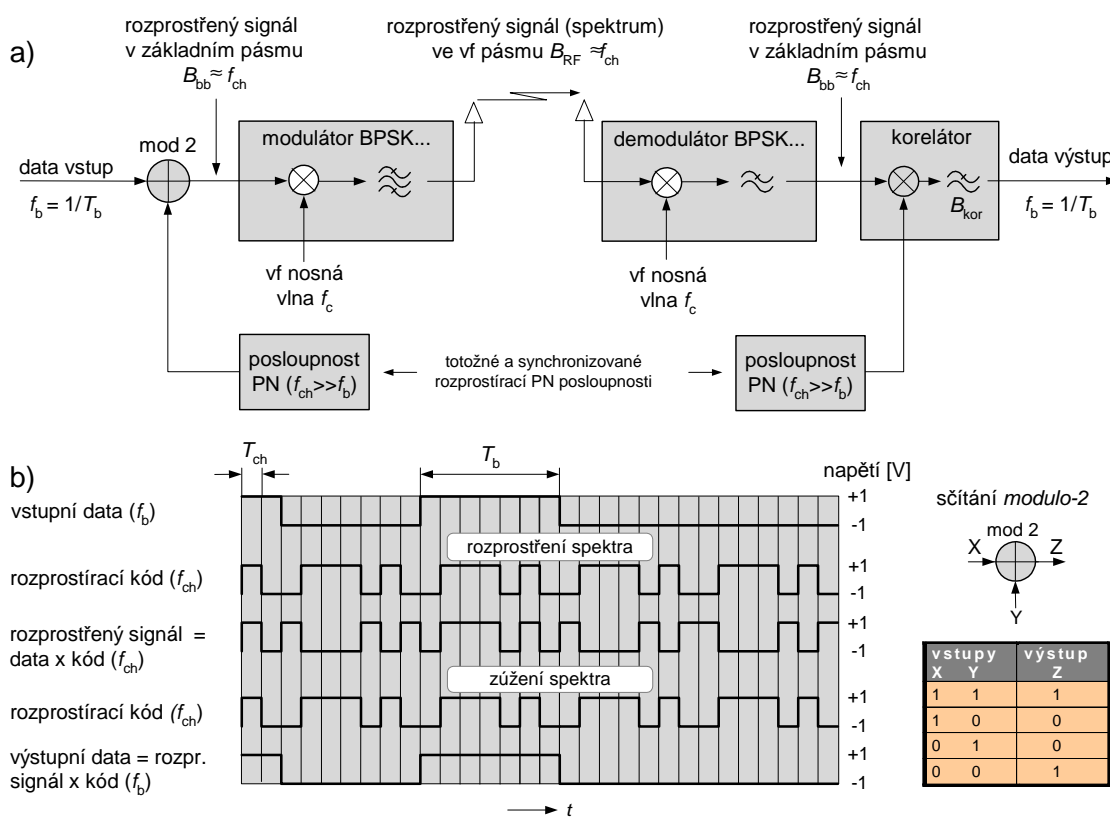 a)
rozprostřený signál
v základním pásmu
B_bb ≈ f_ch
rozprostřený signál (spektrum)
ve vf pásmu B_RF ≈f_ch
rozprostřený signál
v základním pásmu
B_bb ≈ f_ch
data vstup
f_b = 1/T_b
mod 2
modulátor BPSK...
vf nosná
vlna f_c
demodulátor BPSK...
vf nosná
vlna f_c
korelátor
B_kor
data výstup
f_b = 1/T_b
posloupnost
PN (f_ch>>f_b)
totožné a synchronizované
rozprostírací PN posloupnosti
posloupnost
PN (f_ch>>f_b)
b)
T_ch
T_b
napětí [V]
vstupní data (f_b)
+1
-1
rozprostření spektra
rozprostírací kód (f_ch)
+1
-1
rozprostřený signál =
data x kód (f_ch)
+1
-1
zúžení spektra
rozprostírací kód (f_ch)
+1
-1
výstupní data = rozpr.
signál x kód (f_b)
+1
-1
t
sčítání modulo-2
mod 2
X
Z
Y
vstupy výstup
X Y Z
1 1 1
1 0 0
0 1 0
0 0 1